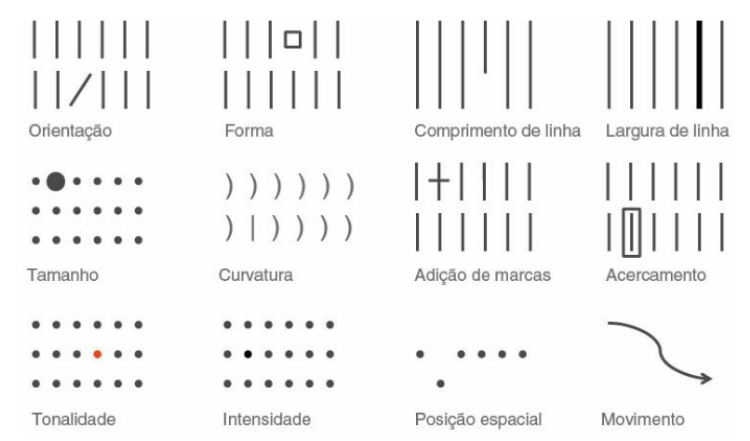 Orientação
Forma
Comprimento de linha
Largura de linha
Tamanho
Curvatura
Adição de marcas
Acercamento
Tonalidade
Intensidade
Posição espacial
Movimento